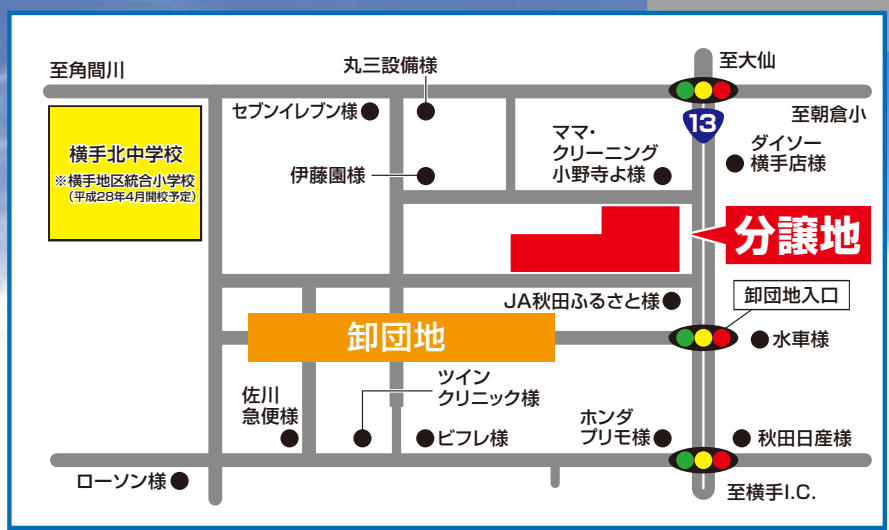 至角間川
丸三設備様
至大仙
セブンイレブン様
至朝倉小
13
横手北中学校
※横手地区統合小学校
（平成28年4月開校予定）
伊藤園様
ママ・
クリーニング
小野寺よ様
ダイソー
横手店様
分譲地
JA秋田ふるさと様
卸団地入口
卸団地
水車様
佐川
急便様
ツイン
クリニック様
ビフレ様
ホンダ
プリモ様
秋田日産様
ローソン様
至横手I.C.